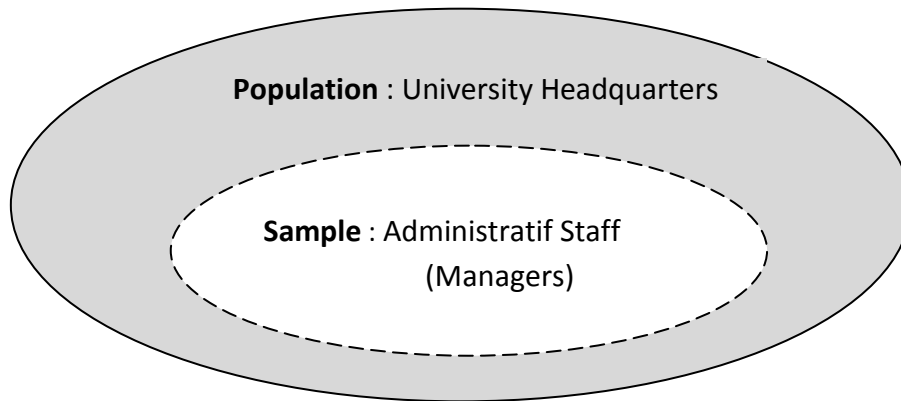 Population : University Headquarters
Sample : Administratif Staff
(Managers)